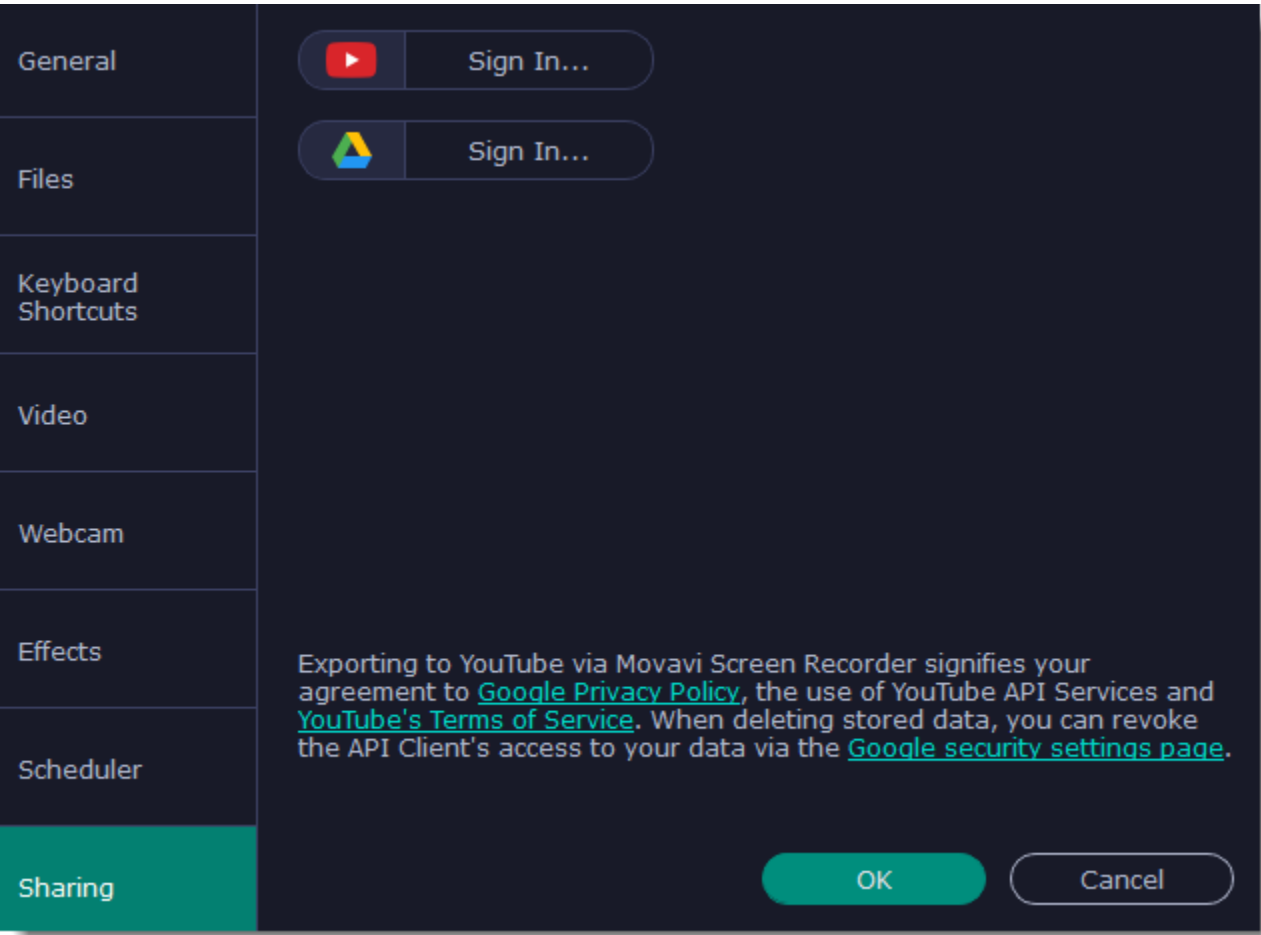 General
Files
Keyboard
Shortcuts
Video
Webcam
Effects
Scheduler
Sharing
Sign In...
Sign In...
Exporting to YouTube via Movavi Screen Recorder signifies your
agreement to Google Privacy Policy, the use of YouTube API Services and
YouTube's Terms of Service. When deleting stored data, you can revoke
the API Client's access to your data via the Google security settings page.
OK
Cancel